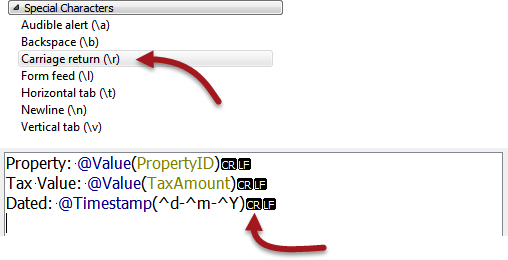 Special Characters
Audible alert (\a)
Backspace (\b)
Carriage return (\r)
Form feed (\l)
Horizontal tab (\t)
Newline (\n)
Vertical tab (\v)
Property: @Value(PropertyID)CRLF
Tax Value: @Value(TaxAmount)CRLF
Dated: @Timestamp(^d-^m-^Y)CRLF